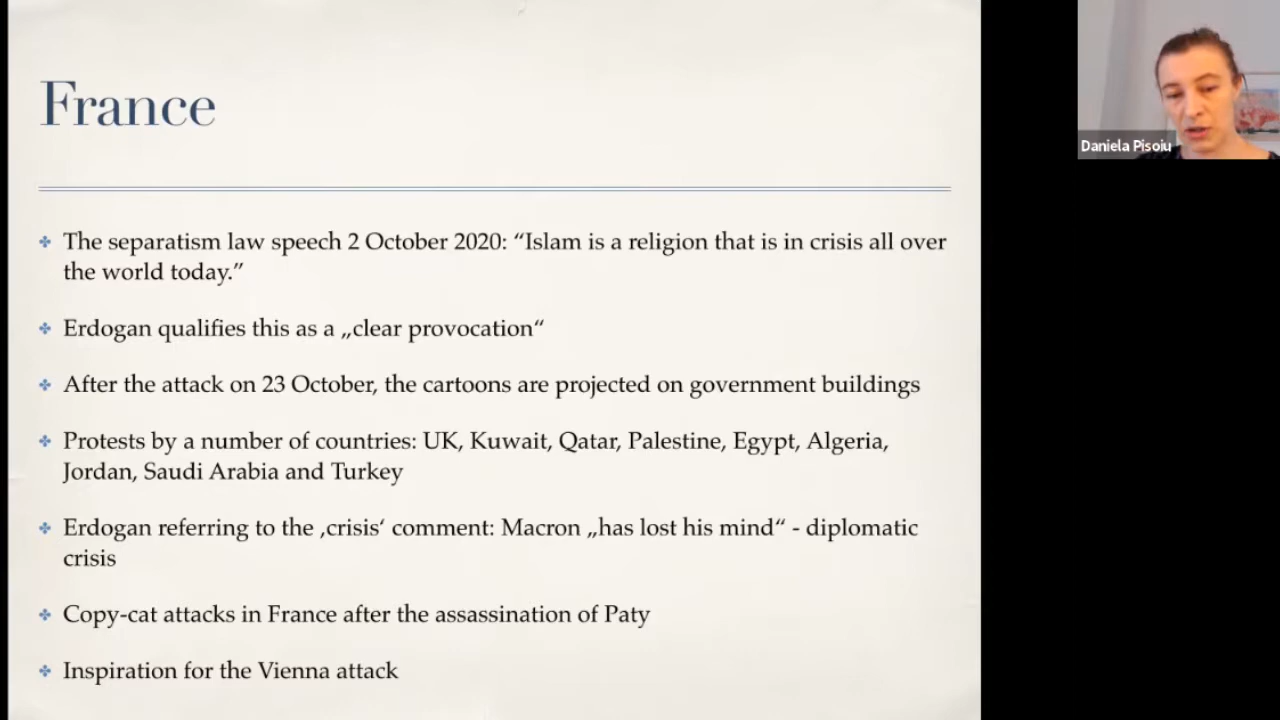 France
The separatism law speech 2 October 2020: “Islam is a religion that is in crisis all over
the world today.”
Erdogan qualifies this as a „clear provocation“
After the attack on 23 October, the cartoons are projected on government buildings
Protests by a number of countries: UK, Kuwait, Qatar, Palestine, Egypt, Algeria,
Jordan, Saudi Arabia and Turkey
Erdogan referring to the ‚crisis‘ comment: Macron „has lost his mind“ - diplomatic
crisis
Copy-cat attacks in France after the assassination of Paty
Inspiration for the Vienna attack
Daniela Pisoiu